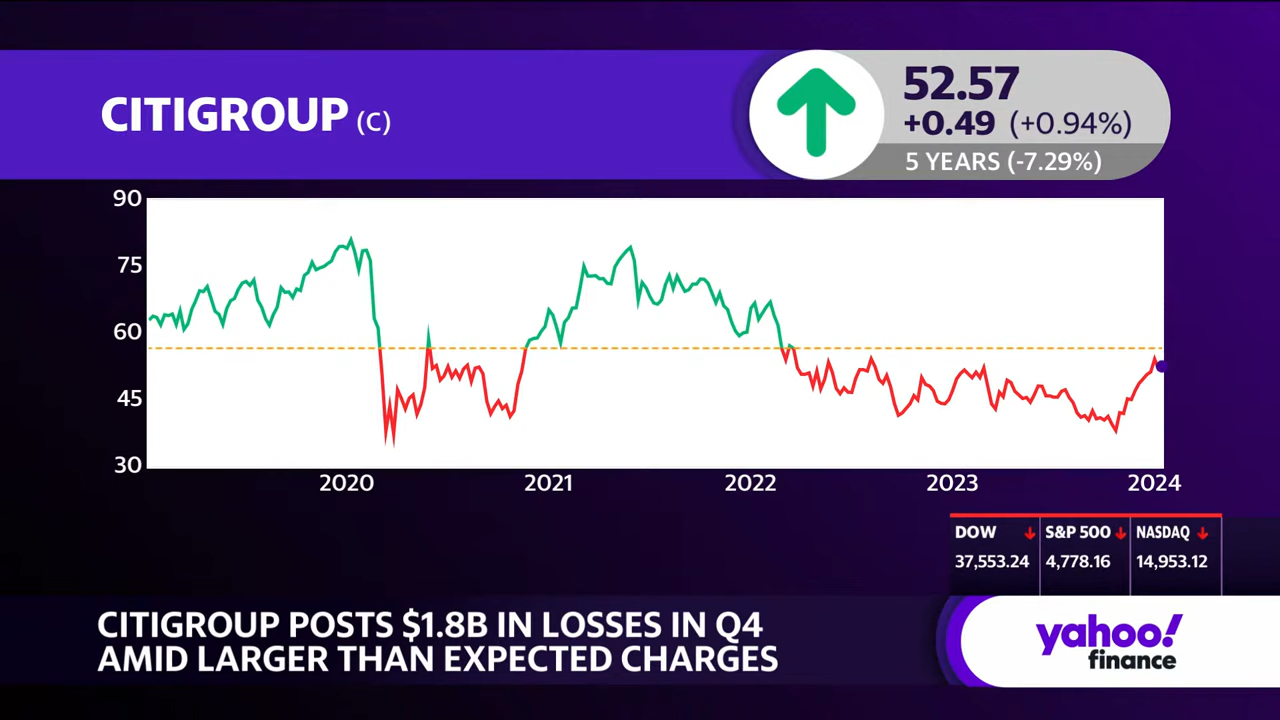 CITIGROUP (C)
52.57
+0.49 (+0.94%)
5 YEARS (-7.29%)
90
75
60
45
30
2020 2021 2022 2023 2024
DOW S&P 500 NASDAQ
37,553.24 4,778.16 14,953.12
CITIGROUP POSTS $1.8B IN LOSSES IN Q4
AMID LARGER THAN EXPECTED CHARGES
yahoo!
finance